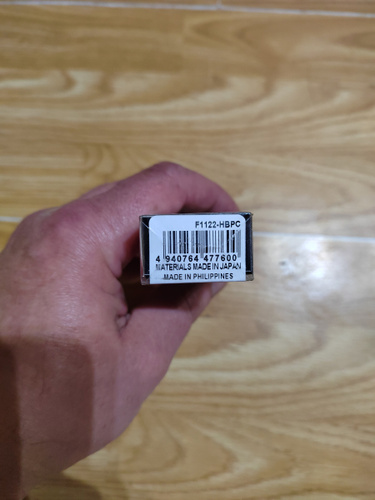 F1122-HBPC
4 940764 477600
MATERIALS MADE IN JAPAN
MADE IN PHILIPPINES